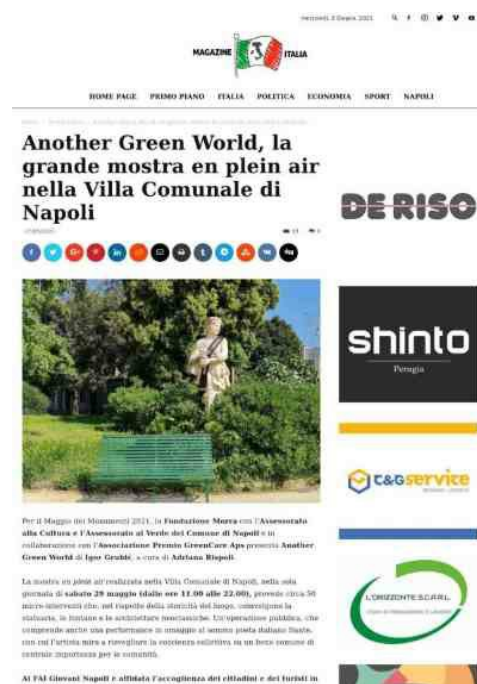 mercoledì, 2 Giugno, 2021
MAGAZINE ITALIA
HOME PAGE PRIMO PIANO ITALIA POLITICA ECONOMIA SPORT NAPOLI
Another Green World, la
grande mostra en plein air
nella Villa Comunale di
Napoli
DE RISO
shinto
Perugia
C&G service
Per il Maggio dei Monumenti 2021, la Fondazione Morra con l'Assessorato
alla Cultura e l'Assessorato al Verde del Comune di Napoli e in
collaborazione con l'Associazione Premio GreenCare Aps presenta Another
Green World di Igor Grubić, a cura di Adriana Rispoli.
La mostra en plein air realizzata nella Villa Comunale di Napoli, nella sola
giornata di sabato 29 maggio (dalle ore 11.00 alle 22.00), prevede circa 50
micro-interventi che, nel rispetto della storicità del luogo, coinvolgono la
statuaria, le fontane e le architetture neoclassiche. Un'operazione pubblica, che
comprende anche una performance in omaggio al sommo poeta italiano Dante,
con cui l'artista mira a risvegliare la coscienza collettiva su un bene comune di
centrale importanza per la comunità.
L'ORIZZONTE S.C.A.R.L.
Al FAI Giovani Napoli è affidata l'accoglienza dei cittadini e dei turisti in